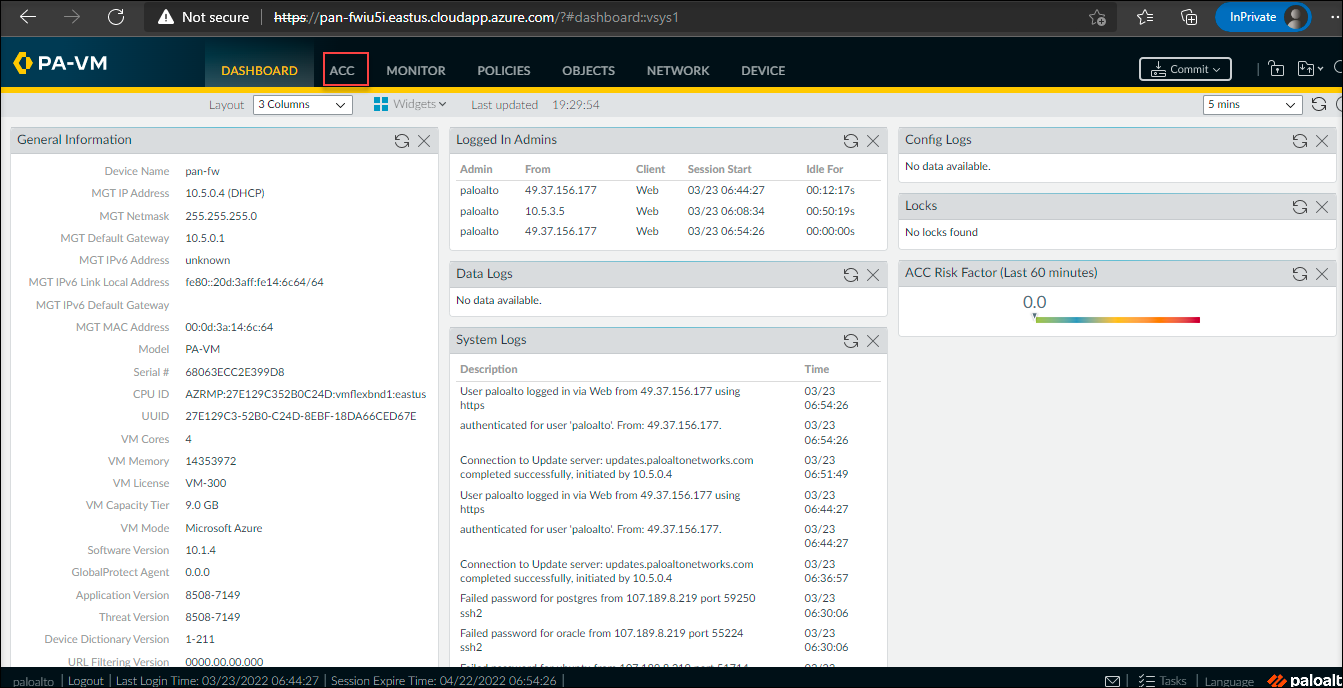 Not secure
https://pan-fwiu5i.eastus.cloudapp.azure.com/?#dashboard::vsys1
InPrivate
PA-VM
DASHBOARD
ACC
MONITOR
POLICIES
OBJECTS
NETWORK
DEVICE
Commit
Layout
3 Columns
Widgets
Last updated 19:29:54
5 mins
General Information
Device Name pan-fw
MGT IP Address 10.5.0.4 (DHCP)
MGT Netmask 255.255.255.0
MGT Default Gateway 10.5.0.1
MGT IPv6 Address unknown
MGT IPv6 Link Local Address fe80::20d:3aff:fe14:6c64/64
MGT IPv6 Default Gateway
MGT MAC Address 00:0d:3a:14:6c:64
Model PA-VM
Serial # 68063ECC2E399D8
CPU ID AZRMP:27E129C352B0C24D:vmflexbnd1:eastus
UUID 27E129C3-52B0-C24D-8EBF-18DA66CED67E
VM Cores 4
VM Memory 14353972
VM License VM-300
VM Capacity Tier 9.0 GB
VM Mode Microsoft Azure
Software Version 10.1.4
GlobalProtect Agent 0.0.0
Application Version 8508-7149
Threat Version 8508-7149
Device Dictionary Version 1-211
URL Filtering Version 0000.00.00.000
Logged In Admins
Admin From Client Session Start Idle For
paloalto 49.37.156.177 Web 03/23 06:44:27 00:12:17s
paloalto 10.5.3.5 Web 03/23 06:08:34 00:50:19s
paloalto 49.37.156.177 Web 03/23 06:54:26 00:00:00s
Data Logs
No data available.
System Logs
Description Time
User paloalto logged in via Web from 49.37.156.177 using 03/23
https 06:54:26
authenticated for user 'paloalto'. From: 49.37.156.177. 03/23
06:54:26
Connection to Update server: updates.paloaltonetworks.com 03/23
completed successfully, initiated by 10.5.0.4 06:51:49
User paloalto logged in via Web from 49.37.156.177 using 03/23
https 06:44:27
authenticated for user 'paloalto'. From: 49.37.156.177. 03/23
06:44:27
Connection to Update server: updates.paloaltonetworks.com 03/23
completed successfully, initiated by 10.5.0.4 06:36:57
Failed password for postgres from 107.189.8.219 port 59250 03/23
ssh2 06:30:06
Failed password for oracle from 107.189.8.219 port 55224 03/23
ssh2 06:30:06
Failed password for ubuntu from 107.189.8.219 port 51714 03/23
Config Logs
No data available.
Locks
No locks found
ACC Risk Factor (Last 60 minutes)
0.0
paloalto | Logout | Last Login Time: 03/23/2022 06:44:27 | Session Expire Time: 04/22/2022 06:54:26 |
Tasks | Language
paloalt